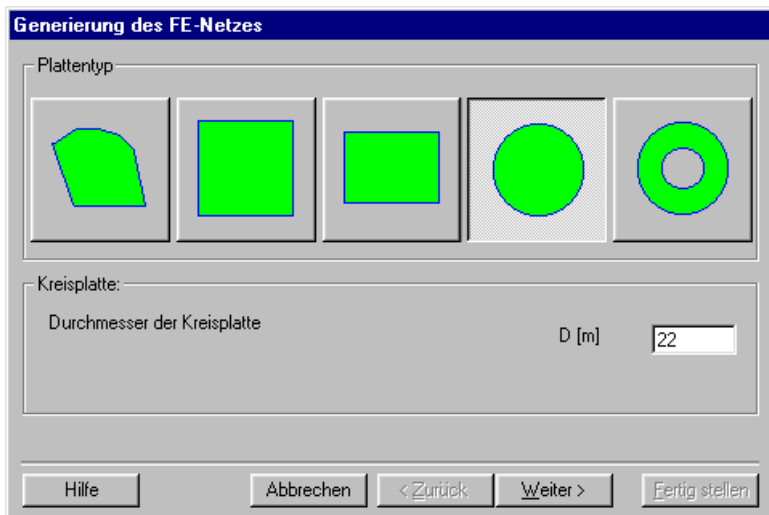 Generierung des FE-Netzes
Plattentyp
Kreisplatte:
Durchmesser der Kreisplatte D [m] 22
Hilfe Abbrechen < Zurück Weiter > Fertig stellen